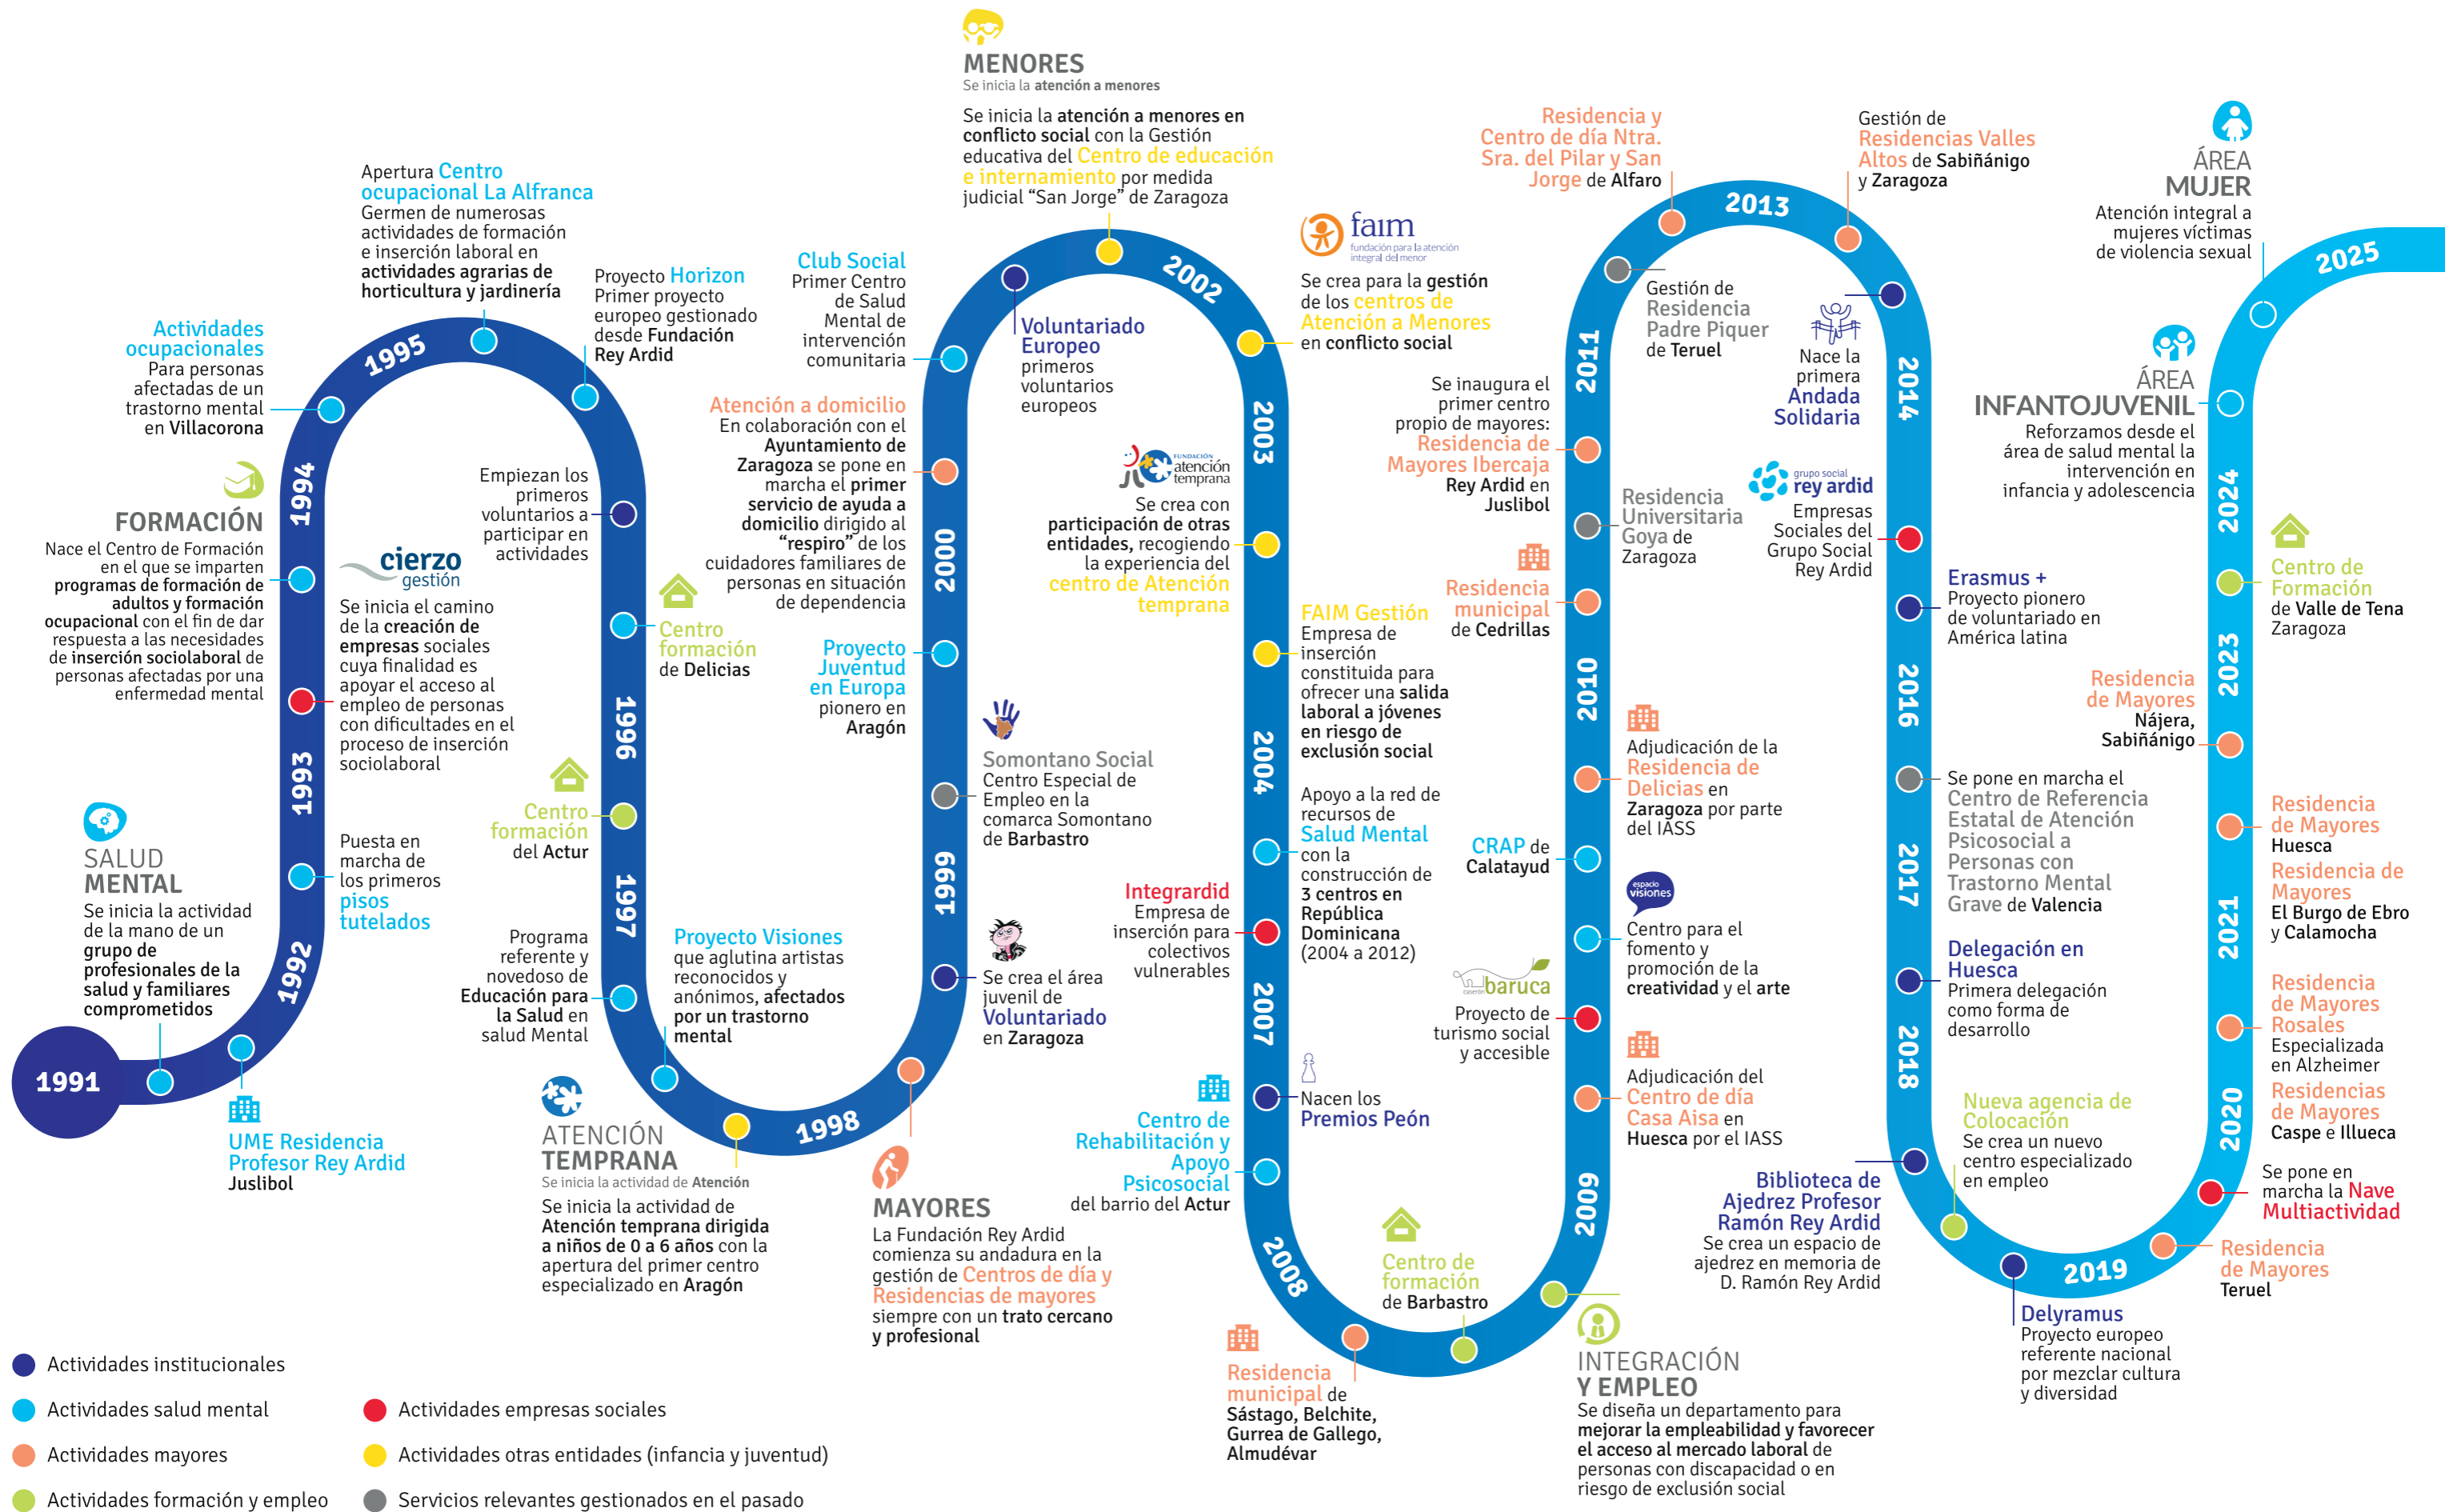 1991
SALUD
MENTAL
Se inicia la actividad
de la mano de un
grupo de
profesionales de la
salud y familiares
comprometidos
UME Residencia
Profesor Rey Ardid
Juslibol
1992
Puesta en
marcha de
los primeros
pisos
tutelados
1993
cierzo
gestión
Se inicia el camino
de la creación de
empresas sociales
cuya finalidad es
apoyar el acceso al
empleo de personas
con dificultades en el
proceso de inserción
sociolaboral
FORMACIÓN
Nace el Centro de Formación
en el que se imparten
programas de formación de
adultos y formación
ocupacional con el fin de dar
respuesta a las necesidades
de inserción sociolaboral de
personas afectadas por una
enfermedad mental
1994
Actividades
ocupacionales
Para personas
afectadas de un
trastorno mental
en Villacorona
1995
Apertura Centro
ocupacional La Alfranca
Germen de numerosas
actividades de formación
e inserción laboral en
actividades agrarias de
horticultura y jardinería
Proyecto Horizon
Primer proyecto
europeo gestionado
desde Fundación
Rey Ardid
Empiezan los
primeros
voluntarios a
participar en
actividades
Centro
formación
de Delicias
1996
Centro
formación
del Actur
1997
Programa
referente y
novedoso de
Educación para
la Salud en
salud Mental
Proyecto Visiones
que aglutina artistas
reconocidos y
anónimos, afectados
por un trastorno
mental
ATENCIÓN
TEMPRANA
Se inicia la actividad de Atención
Se inicia la actividad de
Atención temprana dirigida
a niños de 0 a 6 años con la
apertura del primer centro
especializado en Aragón
1998
MAYORES
La Fundación Rey Ardid
comienza su andadura en la
gestión de Centros de día y
Residencias de mayores
siempre con un trato cercano
y profesional
Se crea el área
juvenil de
Voluntariado
en Zaragoza
1999
Somontano Social
Centro Especial de
Empleo en la
comarca Somontano
de Barbastro
Proyecto
Juventud
en Europa
pionero en
Aragón
2000
Atención a domicilio
En colaboración con el
Ayuntamiento de
Zaragoza se pone en
marcha el primer
servicio de ayuda a
domicilio dirigido al
“respiro” de los
cuidadores familiares de
personas en situación
de dependencia
Club Social
Primer Centro
de Salud
Mental de
intervención
comunitaria
Voluntariado
Europeo
primeros
voluntarios
europeos
MENORES
Se inicia la atención a menores
Se inicia la atención a menores en
conflicto social con la Gestión
educativa del Centro de educación
e internamiento por medida
judicial “San Jorge” de Zaragoza
2002
faim
fundación para la atención
integral del menor
Se crea para la gestión
de los centros de
Atención a Menores
en conflicto social
2003
FUNDACIÓN
atención
temprana
Se crea con
participación de otras
entidades, recogiendo
la experiencia del
centro de Atención
temprana
FAIM Gestión
Empresa de
inserción
constituida para
ofrecer una salida
laboral a jóvenes
en riesgo de
exclusión social
2004
Apoyo a la red de
recursos de
Salud Mental
con la
construcción de
3 centros en
República
Dominicana
(2004 a 2012)
Integrardid
Empresa de
inserción para
colectivos
vulnerables
2007
Nacen los
Premios Peón
Centro de
Rehabilitación y
Apoyo
Psicosocial
del barrio del Actur
2008
Residencia
municipal de
Sástago, Belchite,
Gurrea de Gallego,
Almudévar
Centro de
formación
de Barbastro
INTEGRACIÓN
Y EMPLEO
Se diseña un departamento para
mejorar la empleabilidad y favorecer
el acceso al mercado laboral de
personas con discapacidad o en
riesgo de exclusión social
2009
Adjudicación del
Centro de día
Casa Aisa en
Huesca por el IASS
caserón
baruca
Proyecto de
turismo social
y accesible
espacio
visiones
Centro para el
fomento y
promoción de la
creatividad y el arte
CRAP de
Calatayud
Adjudicación de la
Residencia de
Delicias en
Zaragoza por parte
del IASS
2010
Residencia
municipal
de Cedrillas
Residencia
Universitaria
Goya de
Zaragoza
Se inaugura el
primer centro
propio de mayores:
Residencia de
Mayores Ibercaja
Rey Ardid en
Juslibol
2011
Gestión de
Residencia
Padre Piquer
de Teruel
Residencia y
Centro de día Ntra.
Sra. del Pilar y San
Jorge de Alfaro
2013
Gestión de
Residencias Valles
Altos de Sabiñánigo
y Zaragoza
Nace la
primera
Andada
Solidaria
2014
grupo social
rey ardid
Empresas
Sociales del
Grupo Social
Rey Ardid
Erasmus +
Proyecto pionero
de voluntariado en
América latina
2016
Se pone en marcha el
Centro de Referencia
Estatal de Atención
Psicosocial a
Personas con
Trastorno Mental
Grave de Valencia
2017
Delegación en
Huesca
Primera delegación
como forma de
desarrollo
2018
Biblioteca de
Ajedrez Profesor
Ramón Rey Ardid
Se crea un espacio de
ajedrez en memoria de
D. Ramón Rey Ardid
Nueva agencia de
Colocación
Se crea un nuevo
centro especializado
en empleo
Delyramus
Proyecto europeo
referente nacional
por mezclar cultura
y diversidad
2019
Residencia
de Mayores
Teruel
Se pone en
marcha la Nave
Multiactividad
2020
Residencias
de Mayores
Caspe e Illueca
Residencia
de Mayores
Rosales
Especializada
en Alzheimer
2021
Residencia de
Mayores
El Burgo de Ebro
y Calamocha
Residencia
de Mayores
Huesca
Residencia
de Mayores
Nájera,
Sabiñánigo
2023
Centro de
Formación
de Valle de Tena
Zaragoza
2024
ÁREA
INFANTOJUVENIL
Reforzamos desde el
área de salud mental la
intervención en
infancia y adolescencia
ÁREA
MUJER
Atención integral a
mujeres víctimas
de violencia sexual
2025
Actividades institucionales
Actividades salud mental
Actividades mayores
Actividades formación y empleo
Actividades empresas sociales
Actividades otras entidades (infancia y juventud)
Servicios relevantes gestionados en el pasado